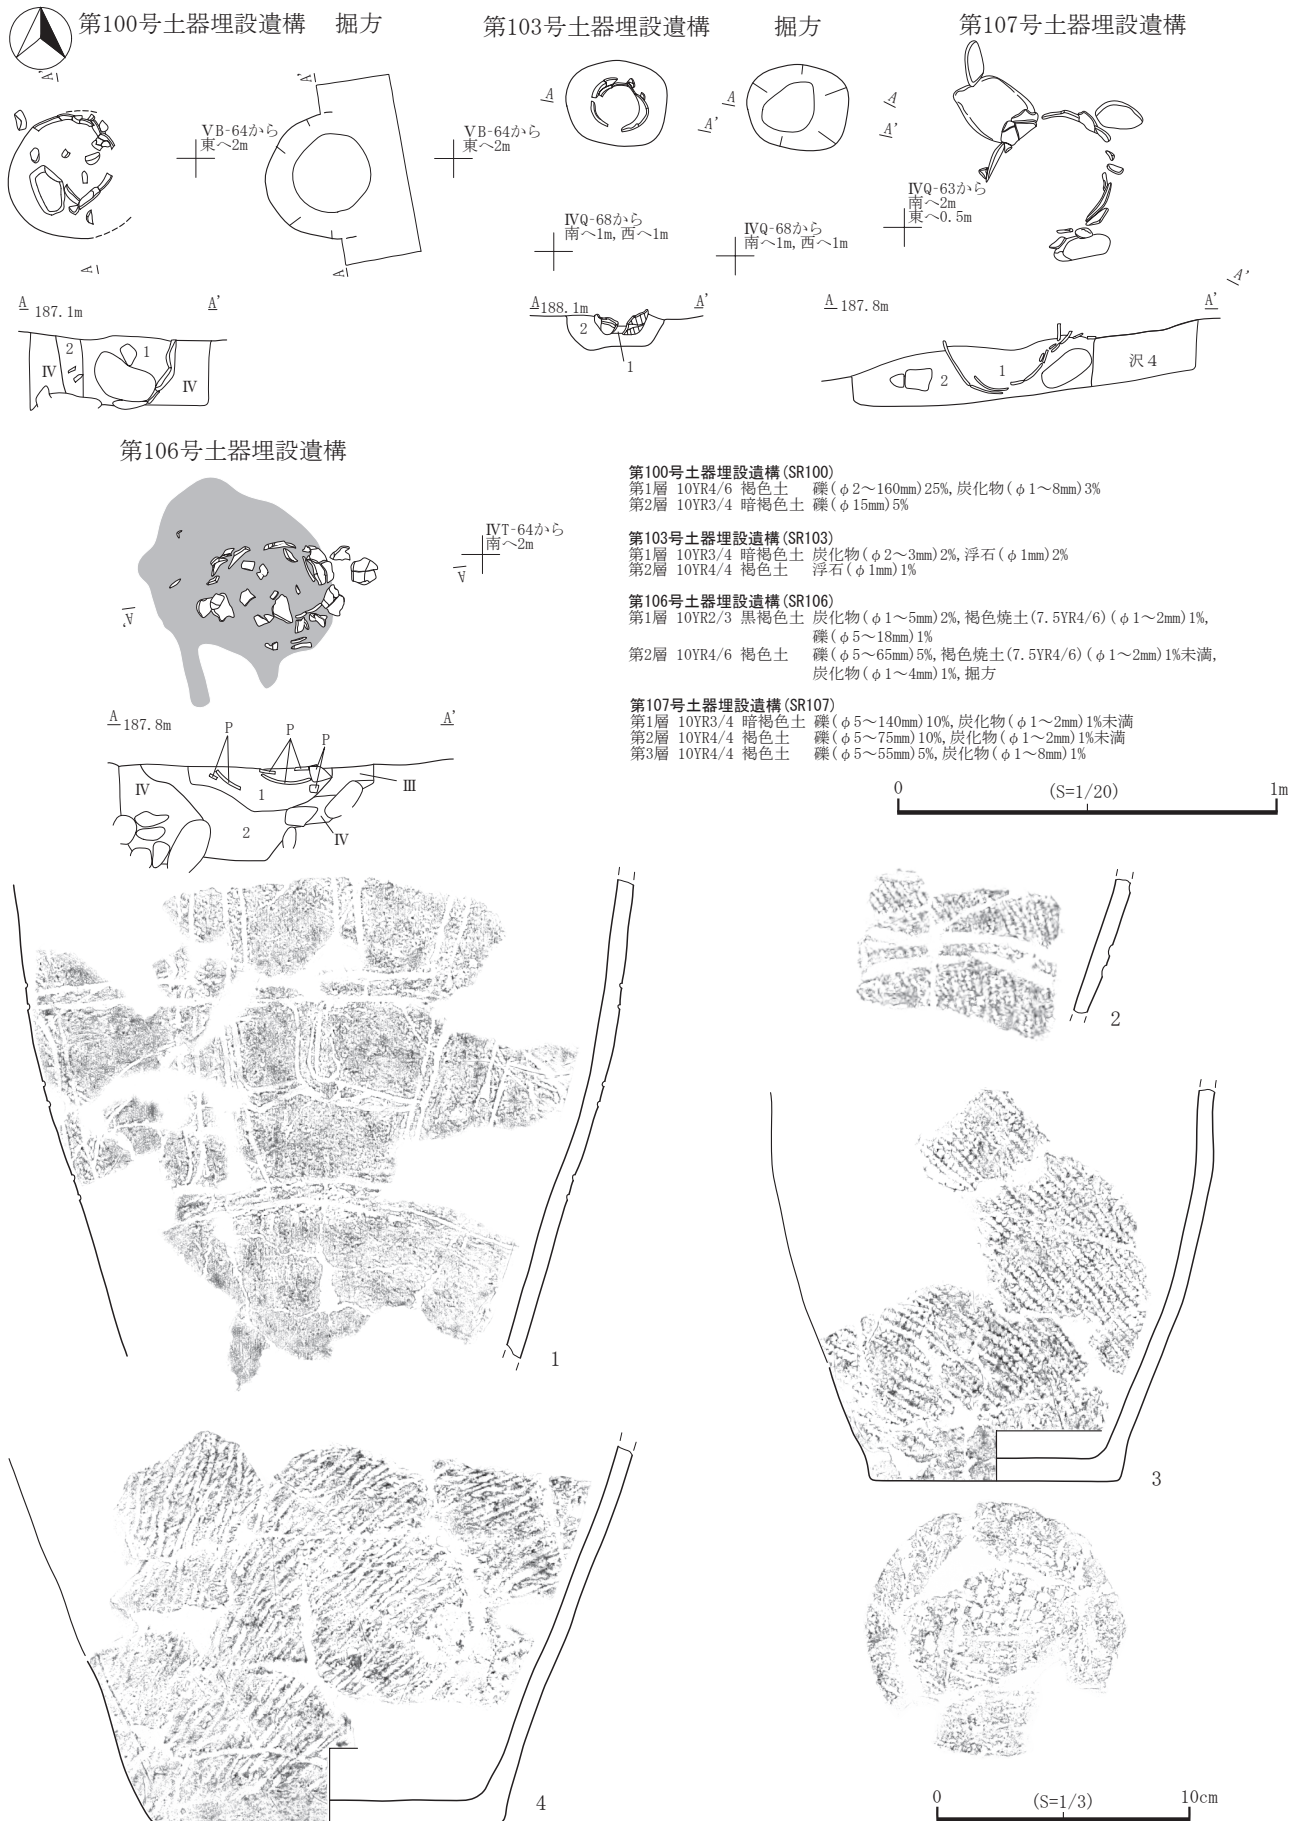 第100号土器埋設遺構　掘方
第103号土器埋設遺構　掘方
第107号土器埋設遺構
A'
A'
ⅤB-64から
東へ2m
ⅤB-64から
東へ2m
A
A'
A
A'
A
A'
A
A
ⅣQ-68から
南へ1m,西へ1m
ⅣQ-68から
南へ1m,西へ1m
ⅣQ-63から
南へ2m
東へ0.5m
A 187.1m A'
2
1
Ⅳ
Ⅳ
A 188.1m A'
2
1
A'
A 187.8m A'
1
2
沢4
第106号土器埋設遺構
ⅣT-64から
南へ2m
A
A'
A 187.8m A'
P P P
Ⅲ
Ⅳ
1
2
Ⅳ
第100号土器埋設遺構(SR100)
第1層 10YR4/6 褐色土 礫(φ2～160mm)25%,炭化物(φ1～8mm)3%
第2層 10YR3/4 暗褐色土 礫(φ15mm)5%
第103号土器埋設遺構(SR103)
第1層 10YR3/4 暗褐色土 炭化物(φ2～3mm)2%,浮石(φ1mm)2%
第2層 10YR4/4 褐色土 浮石(φ1mm)1%
第106号土器埋設遺構(SR106)
第1層 10YR2/3 黒褐色土 炭化物(φ1～5mm)2%,褐色焼土(7.5YR4/6)(φ1～2mm)1%,
礫(φ5～18mm)1%
第2層 10YR4/6 褐色土 礫(φ5～65mm)5%,褐色焼土(7.5YR4/6)(φ1～2mm)1%未満,
炭化物(φ1～4mm)1%,掘方
第107号土器埋設遺構(SR107)
第1層 10YR3/4 暗褐色土 礫(φ5～140mm)10%,炭化物(φ1～2mm)1%未満
第2層 10YR4/4 褐色土 礫(φ5～75mm)10%,炭化物(φ1～2mm)1%未満
第3層 10YR4/4 褐色土 礫(φ5～55mm)5%,炭化物(φ1～8mm)1%
0 (S=1/20) 1m
1
2
3
4
0 (S=1/3) 10cm